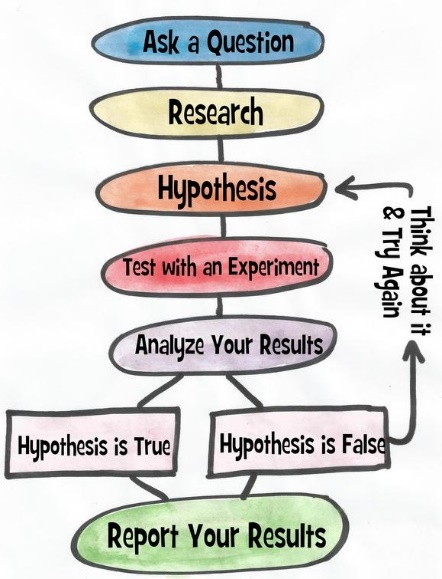 Ask a Question
Research
Hypothesis
Think about it
& Try Again
Test with an Experiment
Analyze Your Results
Hypothesis is True
Hypothesis is False
Report Your Results